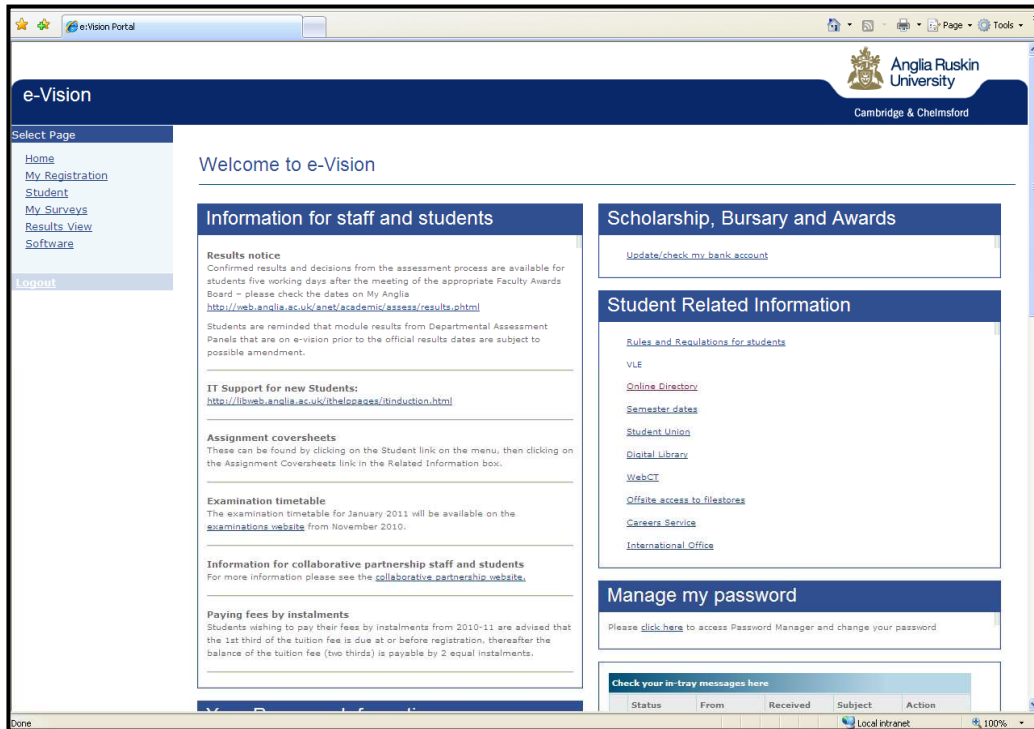 e:Vision Portal
Page
Tools
Anglia Ruskin
University
e-Vision
Cambridge & Chelmsford
Select Page
Home
My Registration
Student
My Surveys
Results View
Software
Logout
Welcome to e-Vision
Information for staff and students
Results notice
Confirmed results and decisions from the assessment process are available for
students five working days after the meeting of the appropriate Faculty Awards
Board – please check the dates on My Anglia
http://web.anglia.ac.uk/anet/academic/assess/results.phtml
Students are reminded that module results from Departmental Assessment
Panels that are on e-vision prior to the official results dates are subject to
possible amendment.
IT Support for new Students:
http://libweb.anglia.ac.uk/ithelppages/itinduction.html
Assignment coversheets
These can be found by clicking on the Student link on the menu, then clicking on
the Assignment Coversheets link in the Related Information box.
Examination timetable
The examination timetable for January 2011 will be available on the
examinations website from November 2010.
Information for collaborative partnership staff and students
For more information please see the collaborative partnership website.
Paying fees by instalments
Students wishing to pay their fees by instalments from 2010-11 are advised that
the 1st third of the tuition fee is due at or before registration, thereafter the
balance of the tuition fee (two thirds) is payable by 2 equal instalments.
Scholarship, Bursary and Awards
Update/check my bank account
Student Related Information
Rules and Regulations for students
VLE
Online Directory
Semester dates
Student Union
Digital Library
WebCT
Offsite access to filestores
Careers Service
International Office
Manage my password
Please click here to access Password Manager and change your password
Check your in-tray messages here
Status From Received Subject Action
Done
Local intranet
100%